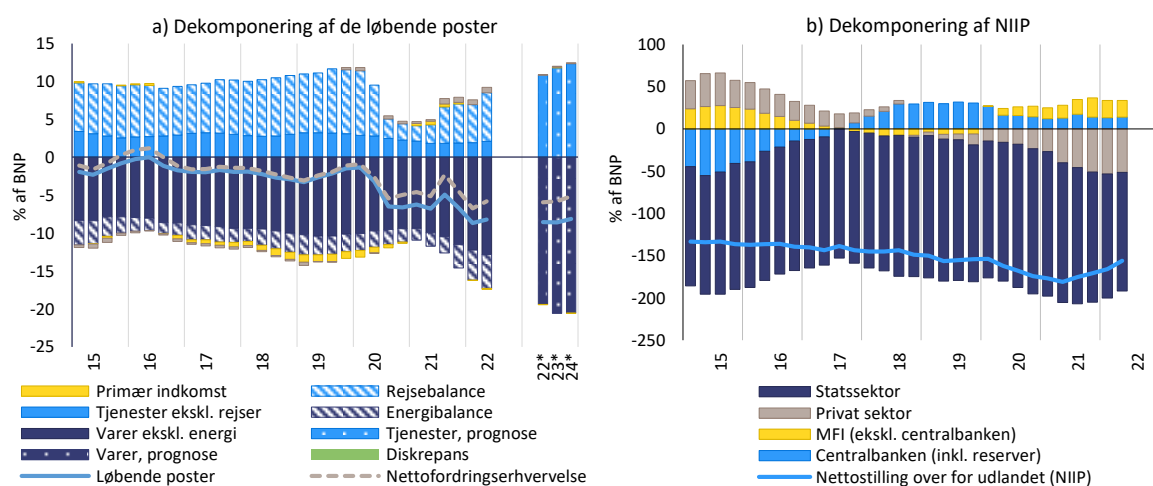 a) Dekomponering af de løbende poster
% af BNP
15
10
5
0
-5
-10
-15
-20
-25
15 16 17 18 19 20 21 22 22* 23* 24*
Primær indkomst
Rejsebalance
Tjenester ekskl. rejser
Energibalance
Varer ekskl. energi
Tjenester, prognose
Varer, prognose
Diskrepans
Løbende poster
Nettofordringserhvervelse
b) Dekomponering af NIIP
% af BNP
100
50
0
-50
-100
-150
-200
-250
15 16 17 18 19 20 21 22
Statssektor
Privat sektor
MFI (ekskl. centralbanken)
Centralbanken (inkl. reserver)
Nettostilling over for udlandet (NIIP)